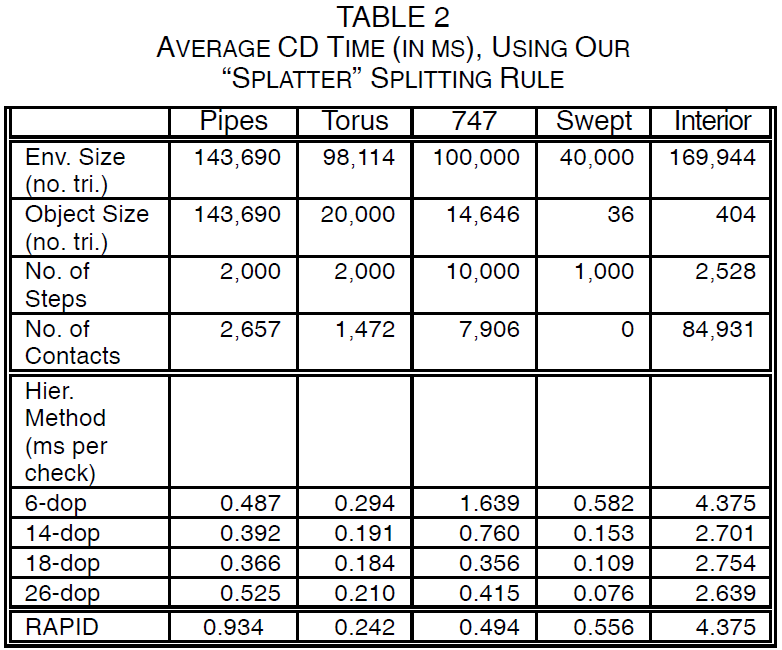 TABLE 2
AVERAGE CD TIME (IN MS), USING OUR
“SPLATTER” SPLITTING RULE
Pipes Torus 747 Swept Interior
Env. Size 143,690 98,114 100,000 40,000 169,944
(no. tri.)
Object Size 143,690 20,000 14,646 36 404
(no. tri.)
No. of 2,000 2,000 10,000 1,000 2,528
Steps
No. of 2,657 1,472 7,906 0 84,931
Contacts
Hier.
Method
(ms per
check)
6-dop 0.487 0.294 1.639 0.582 4.375
14-dop 0.392 0.191 0.760 0.153 2.701
18-dop 0.366 0.184 0.356 0.109 2.754
26-dop 0.525 0.210 0.415 0.076 2.639
RAPID 0.934 0.242 0.494 0.556 4.375